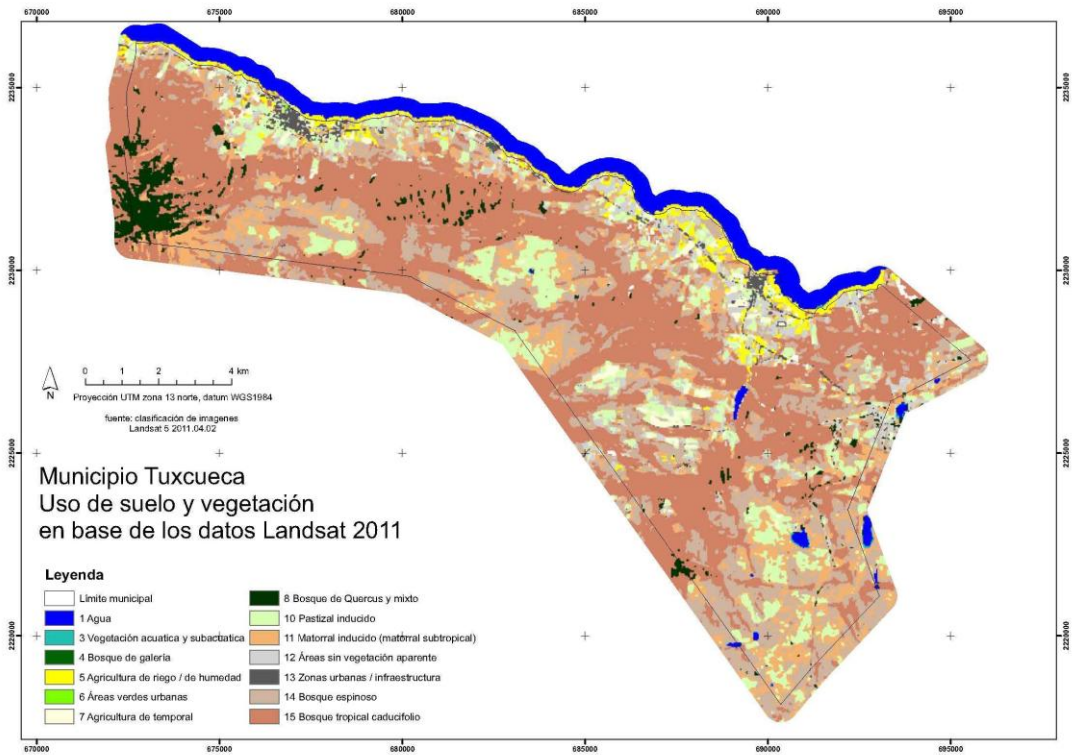 670000 675000 680000 685000 690000 695000
2235000 2235000
2230000 2230000
0 1 2 4 km
N
Proyección UTM zona 13 norte, datum WGS1984
fuente: clasificación de imagenes
Landsat 5 2011.04.02
2225000 2225000
Municipio Tuxcueca
Uso de suelo y vegetación
en base de los datos Landsat 2011
Leyenda
Límite municipal
1 Agua
3 Vegetación acuatica y subacuatica
4 Bosque de galería
5 Agricultura de riego / de humedad
6 Áreas verdes urbanas
7 Agricultura de temporal
8 Bosque de Quercus y mixto
10 Pastizal inducido
11 Matorral inducido (matorral subtropical)
12 Áreas sin vegetación aparente
13 Zonas urbanas / infraestructura
14 Bosque espinoso
15 Bosque tropical caducifolio
2220000 2220000
670000 675000 680000 685000 690000 695000